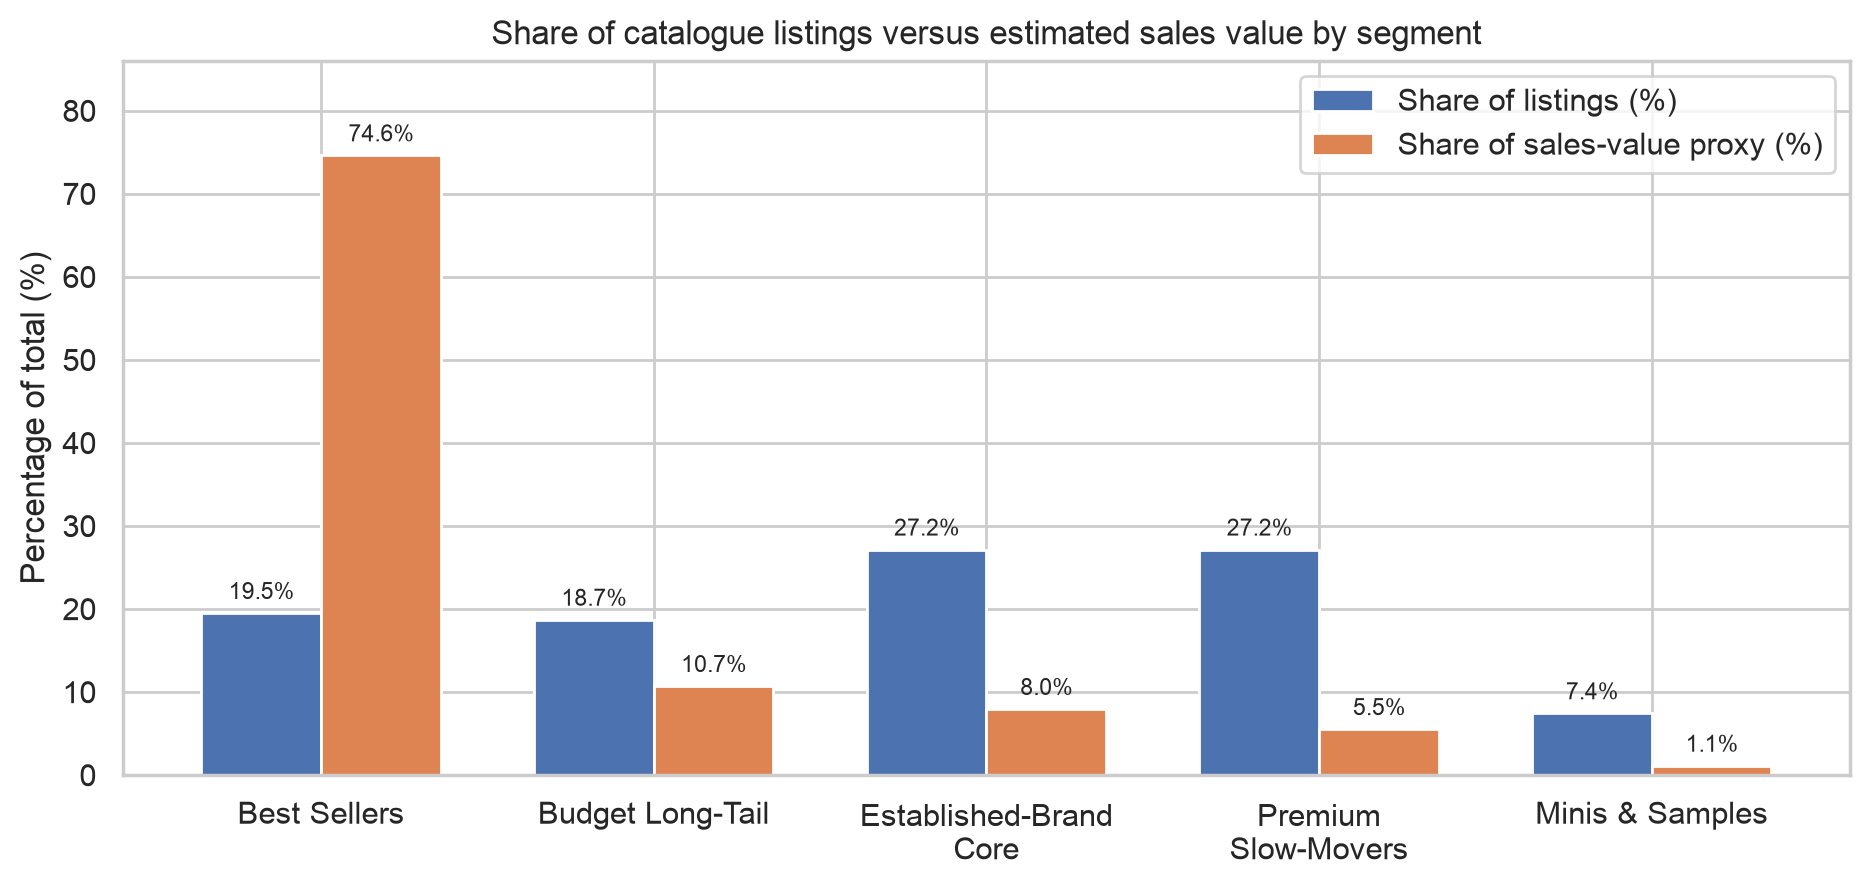 Share of catalogue listings versus estimated sales value by segment
Share of listings (%)
Share of sales-value proxy (%)
Percentage of total (%)
80
70
60
50
40
30
20
10
0
19.5%
74.6%
18.7%
10.7%
27.2%
8.0%
27.2%
5.5%
7.4%
1.1%
Best Sellers
Budget Long-Tail
Established-Brand
Core
Premium
Slow-Movers
Minis & Samples